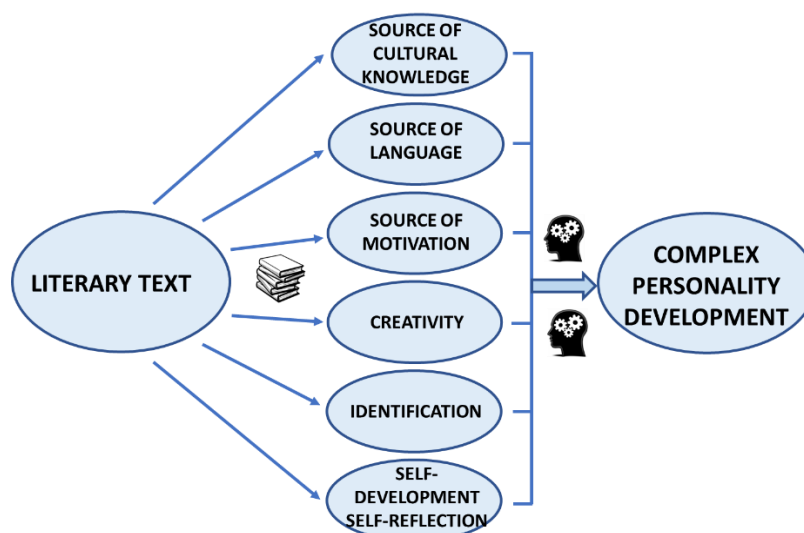 SOURCE OF
CULTURAL
KNOWLEDGE
SOURCE OF
LANGUAGE
SOURCE OF
MOTIVATION
LITERARY TEXT
CREATIVITY
IDENTIFICATION
SELF-
DEVELOPMENT
SELF-REFLECTION
COMPLEX
PERSONALITY
DEVELOPMENT